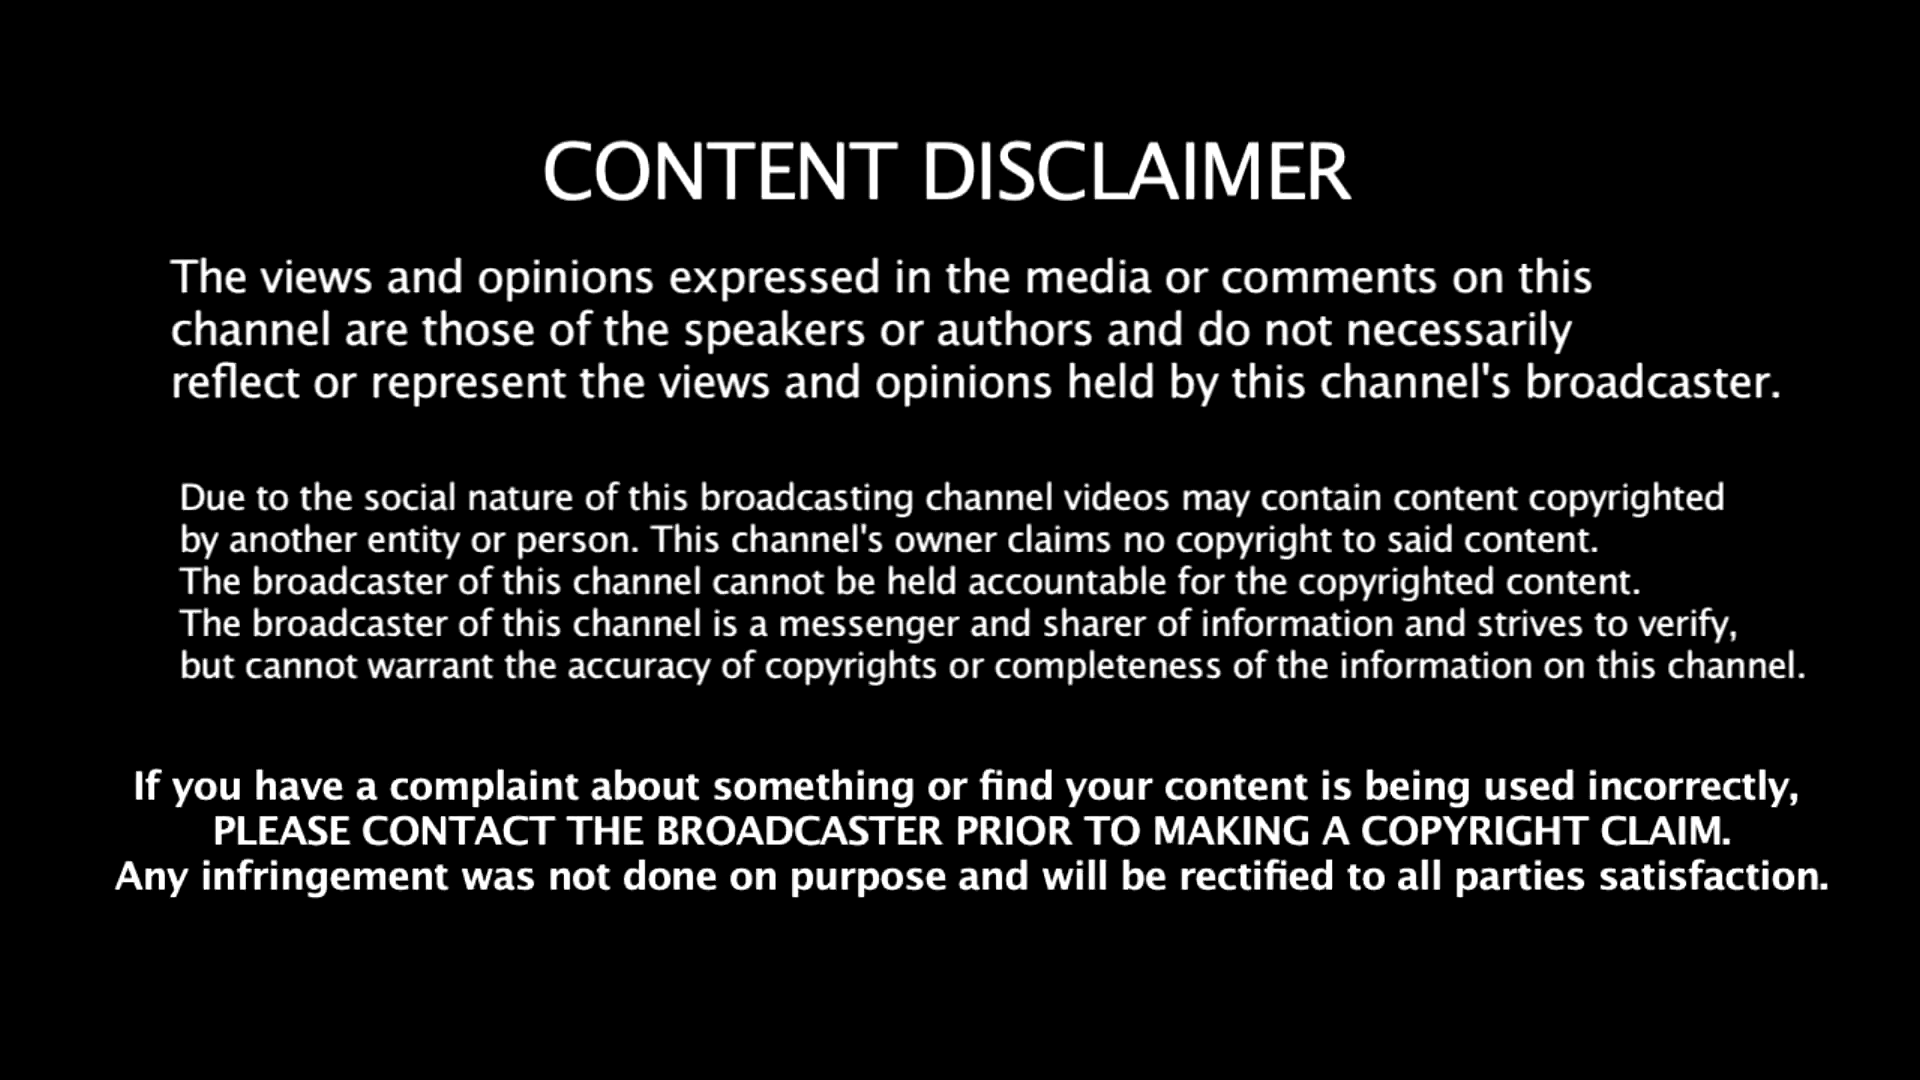 CONTENT DISCLAIMER
The views and opinions expressed in the media or comments on this
channel are those of the speakers or authors and do not necessarily
reflect or represent the views and opinions held by this channel's broadcaster.
Due to the social nature of this broadcasting channel videos may contain content copyrighted
by another entity or person. This channel's owner claims no copyright to said content.
The broadcaster of this channel cannot be held accountable for the copyrighted content.
The broadcaster of this channel is a messenger and sharer of information and strives to verify,
but cannot warrant the accuracy of copyrights or completeness of the information on this channel.
If you have a complaint about something or find your content is being used incorrectly,
PLEASE CONTACT THE BROADCASTER PRIOR TO MAKING A COPYRIGHT CLAIM.
Any infringement was not done on purpose and will be rectified to all parties satisfaction.